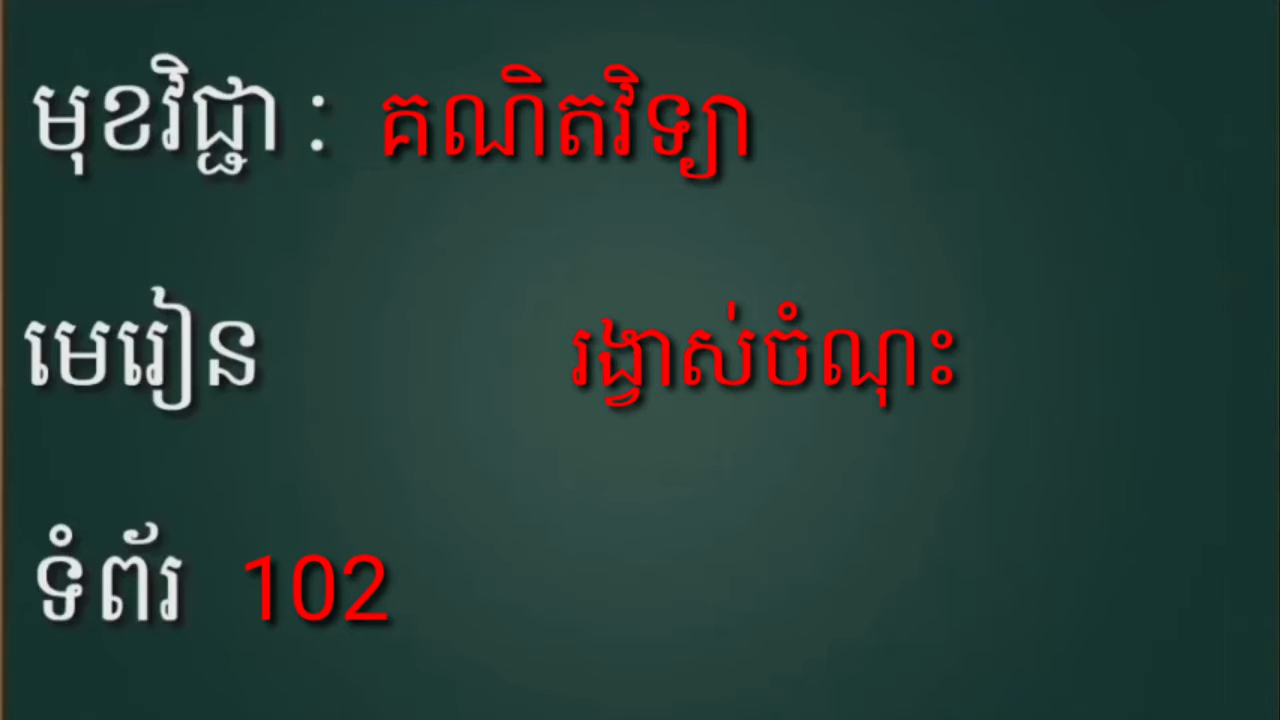 មុខវិជ្ជា : គណិតវិទ្យា
មេរៀន រង្វាស់ចំណុះ
ទំព័រ 102